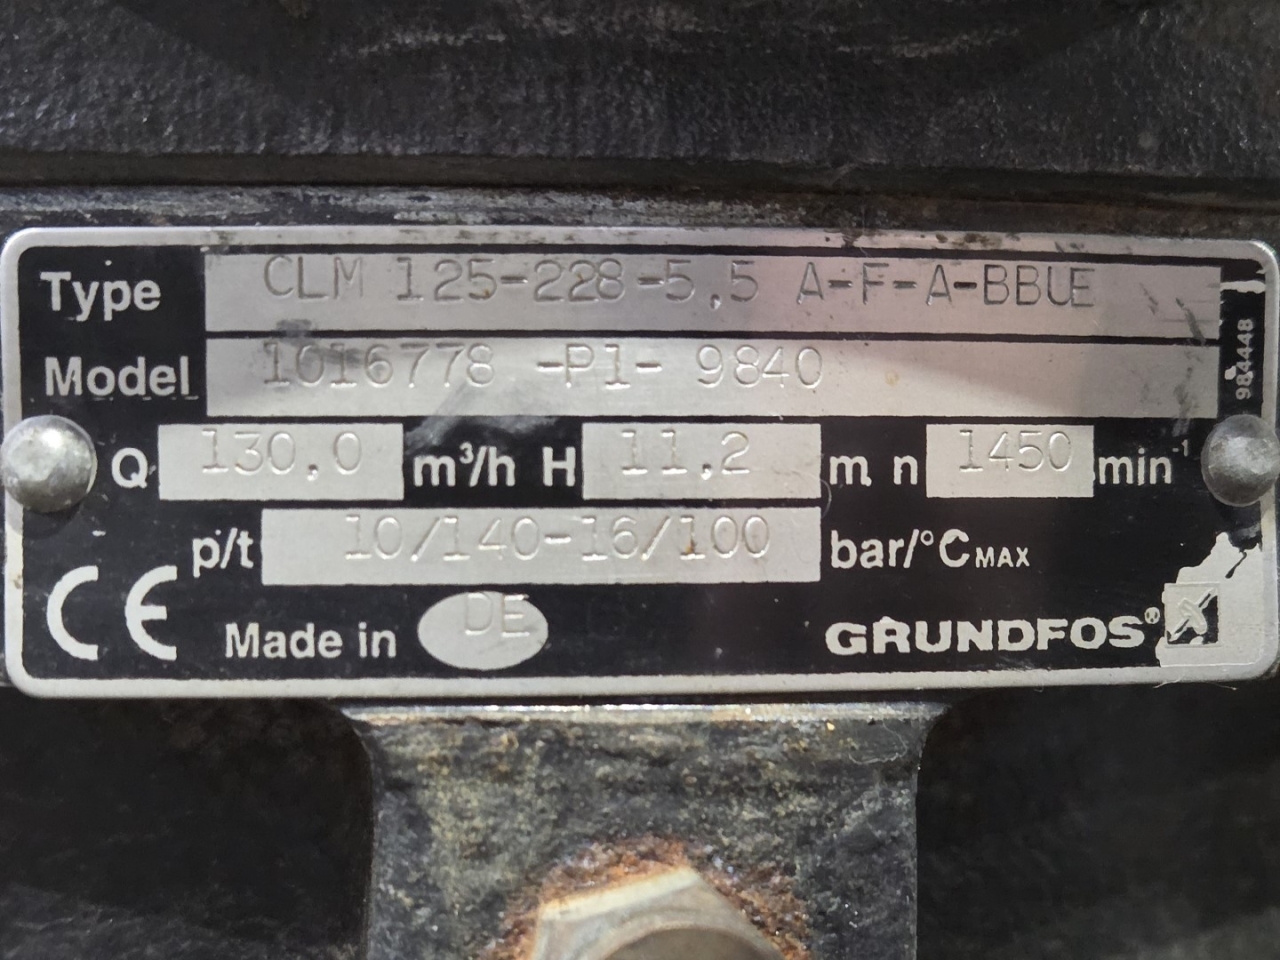 Type CLM 125-228-5,5 A-F-A-BBUE
Model 1016778 -P1- 9840
984448
Q 130,0 m³/h H 11,2 m n 1450 min-1
p/t 10/140-16/100 bar/°C MAX
CE Made in DE GRUNDFOS®